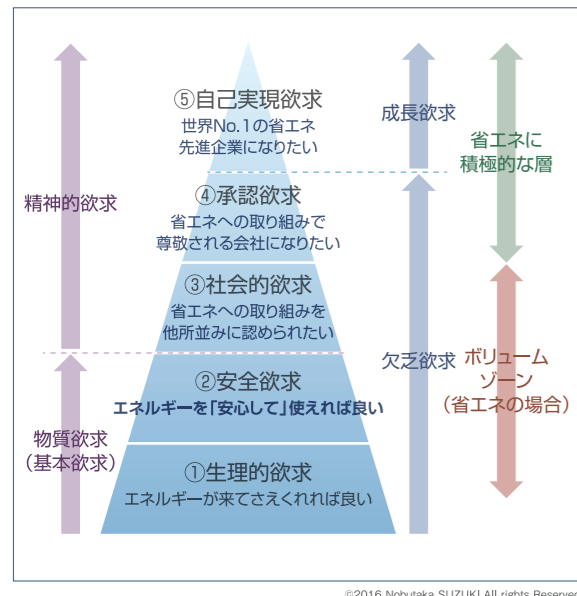 ⑤自己実現欲求
世界No.1の省エネ
先進企業になりたい
成長欲求
省エネに
積極的な層
④承認欲求
省エネへの取り組みで
尊敬される会社になりたい
精神的欲求
③社会的欲求
省エネへの取り組みを
他所並みに認められたい
欠乏欲求
ボリューム
ゾーン
（省エネの場合）
②安全欲求
エネルギーを「安心して」使えれば良い
物質欲求
（基本欲求）
①生理的欲求
エネルギーが来てさえくれれば良い
©2016 Nobutaka SUZUKI All rights Reserved